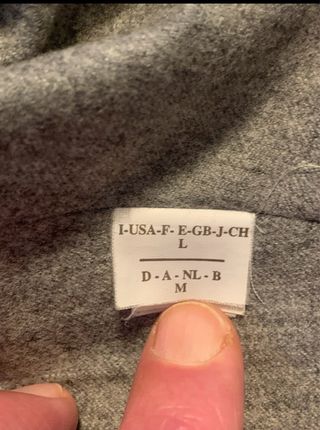 I-USA-F- E-GB-J-CH
L
D - A - NL - B
M